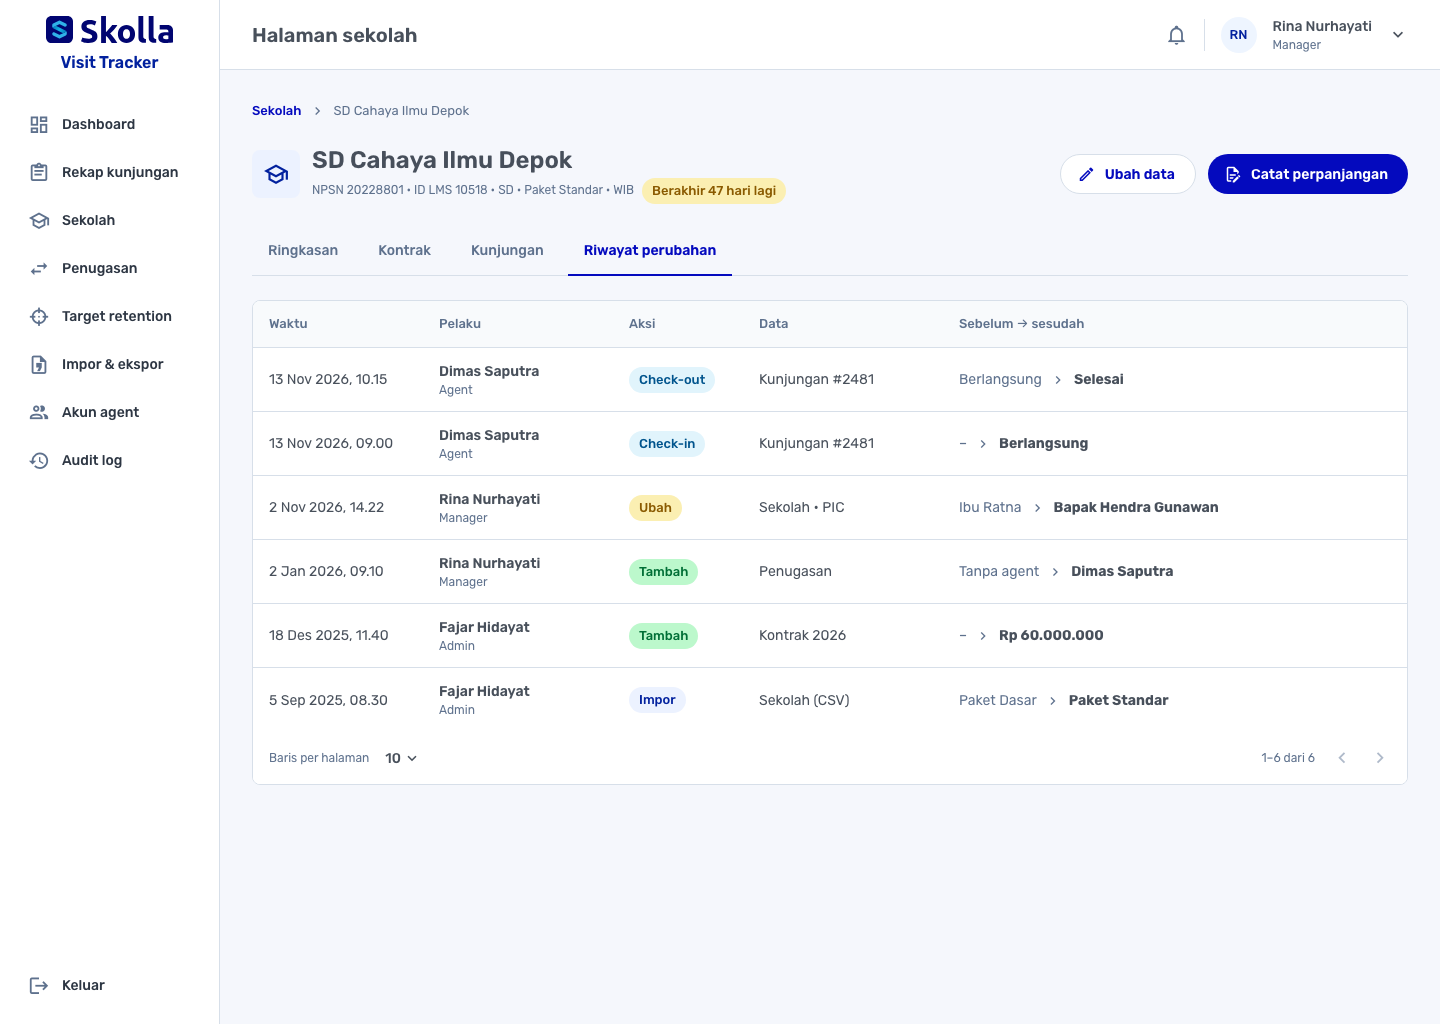 Skolla
Visit Tracker
Dashboard
Rekap kunjungan
Sekolah
Penugasan
Target retention
Impor & ekspor
Akun agent
Audit log
Keluar
Halaman sekolah
RN
Rina Nurhayati
Manager
Sekolah > SD Cahaya Ilmu Depok
SD Cahaya Ilmu Depok
NPSN 20228801 • ID LMS 10518 • SD • Paket Standar • WIB Berakhir 47 hari lagi
Ubah data
Catat perpanjangan
Ringkasan Kontrak Kunjungan Riwayat perubahan
Waktu Pelaku Aksi Data Sebelum → sesudah
13 Nov 2026, 10.15 Dimas Saputra Check-out Kunjungan #2481 Berlangsung > Selesai
Agent
13 Nov 2026, 09.00 Dimas Saputra Check-in Kunjungan #2481 – > Berlangsung
Agent
2 Nov 2026, 14.22 Rina Nurhayati Ubah Sekolah • PIC Ibu Ratna > Bapak Hendra Gunawan
Manager
2 Jan 2026, 09.10 Rina Nurhayati Tambah Penugasan Tanpa agent > Dimas Saputra
Manager
18 Des 2025, 11.40 Fajar Hidayat Tambah Kontrak 2026 – > Rp 60.000.000
Admin
5 Sep 2025, 08.30 Fajar Hidayat Impor Sekolah (CSV) Paket Dasar > Paket Standar
Admin
Baris per halaman 10 1–6 dari 6